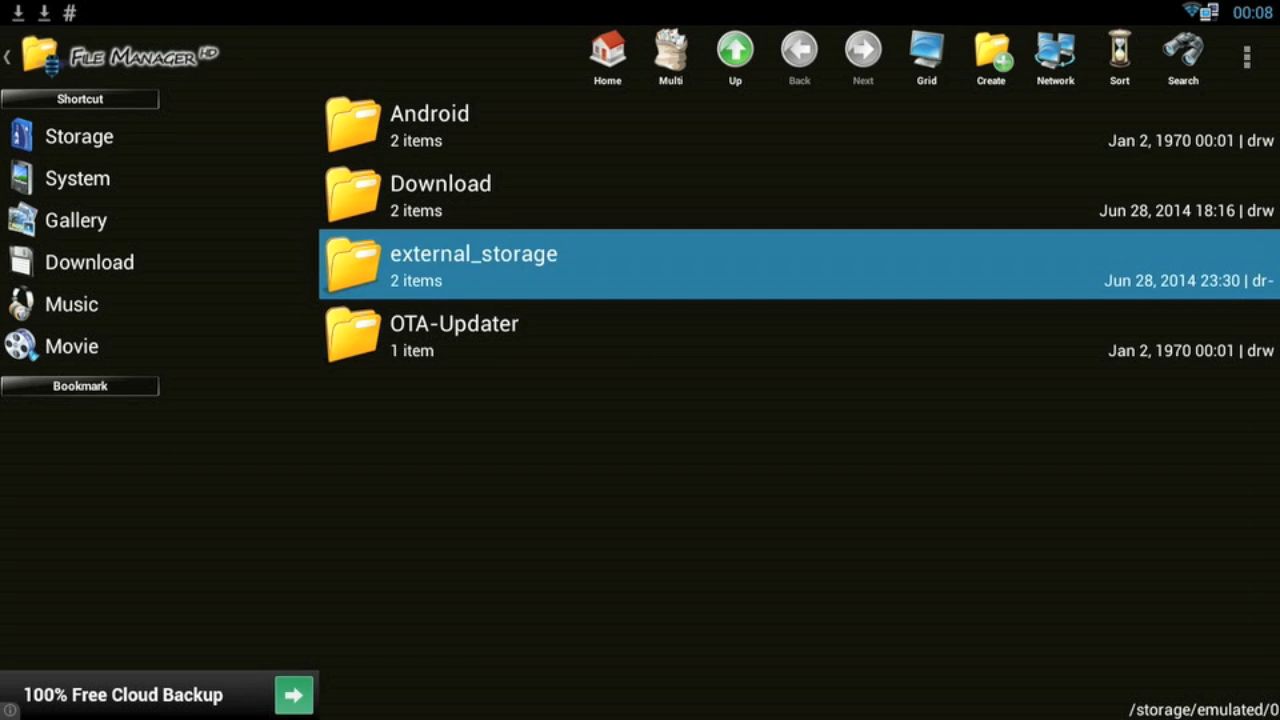 #
00:08
FILE MANAGER HD
Home
Multi
Up
Back
Next
Grid
Create
Network
Sort
Search
Shortcut
Storage
System
Gallery
Download
Music
Movie
Bookmark
Android
2 items
Jan 2, 1970 00:01 | drw
Download
2 items
Jun 28, 2014 18:16 | drw
external_storage
2 items
Jun 28, 2014 23:30 | dr-
OTA-Updater
1 item
Jan 2, 1970 00:01 | drw
100% Free Cloud Backup
/storage/emulated/0